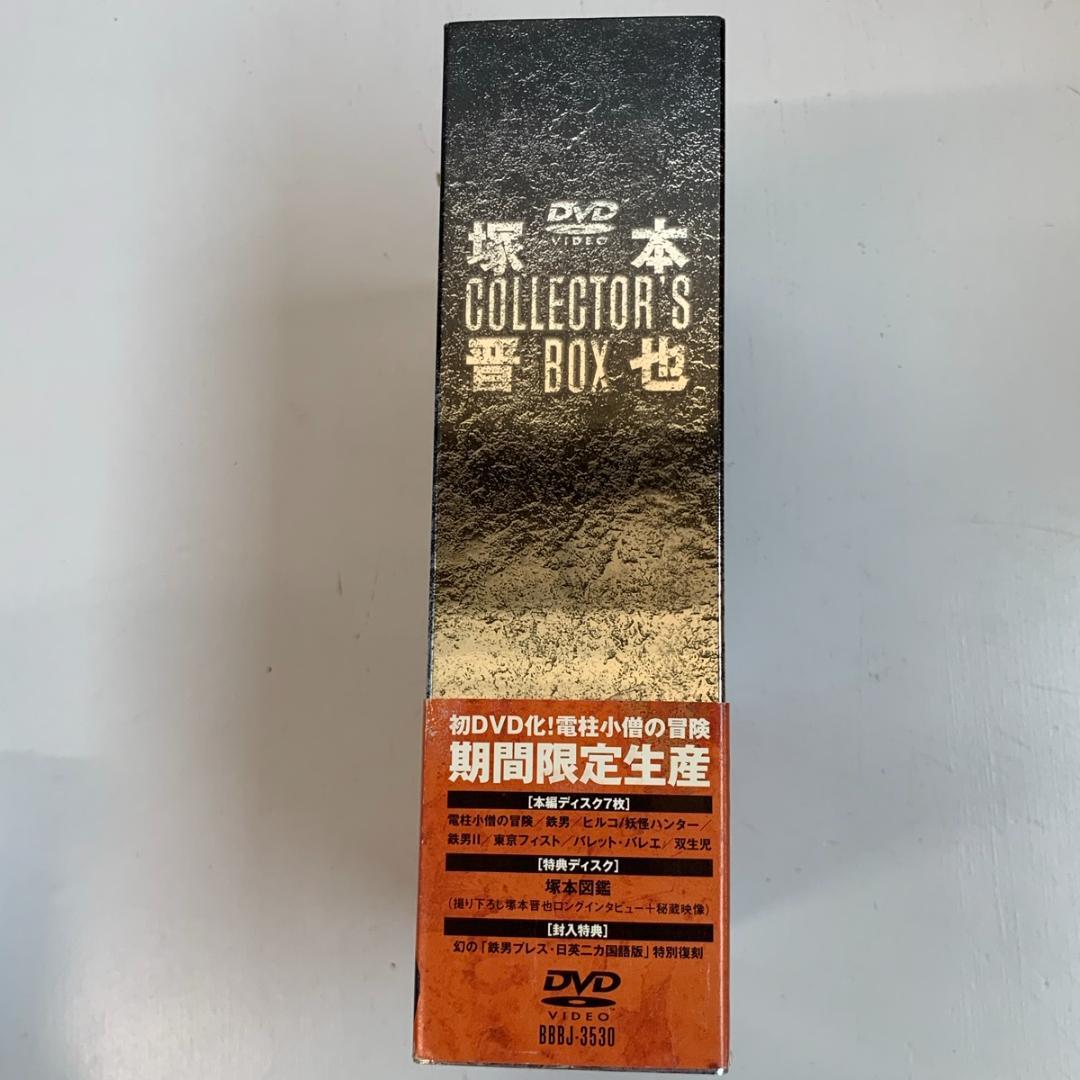 DVD
VIDEO
塚本
COLLECTOR'S
晋 BOX 也
初DVD化!電柱小僧の冒険
期間限定生産
[本編ディスク7枚]
電柱小僧の冒険/鉄男/ヒルコ/妖怪ハンター/
鉄男II/東京フィスト/バレット・バレエ/双生児
[特典ディスク]
塚本図鑑
(撮り下ろし塚本晋也ロングインタビュー+秘蔵映像)
[封入特典]
幻の「鉄男プレス・日英二カ国語版」特別復刻
DVD
VIDEO™
BBBJ-3530